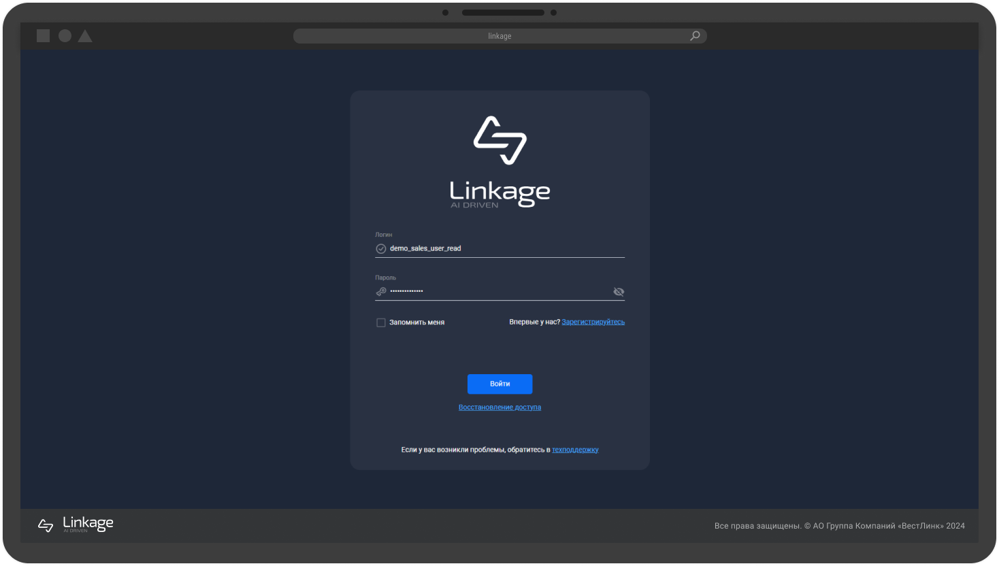 linkage
Linkage
AI DRIVEN
Логин
demo_sales_user_read
Пароль
••••••••••••••
Запомнить меня
Впервые у нас? Зарегистрируйтесь
Войти
Восстановление доступа
Если у вас возникли проблемы, обратитесь в техподдержку
Linkage
AI DRIVEN
Все права защищены. © АО Группа Компаний «ВестЛинк» 2024